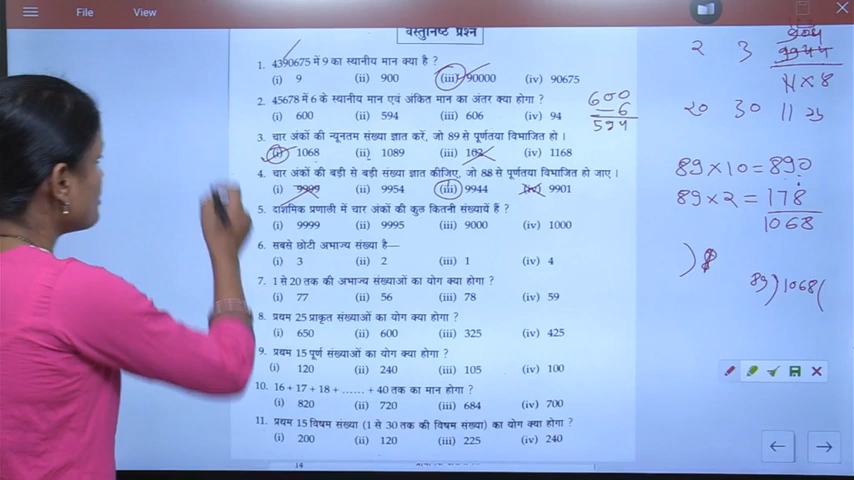 File View
वस्तुनिष्ठ प्रश्न
1. 4390675 में 9 का स्थानीय मान क्या है ?
(i) 9 (ii) 900 (iii) 90000 (iv) 90675
2. 45678 में 6 के स्थानीय मान एवं अंकित मान का अंतर क्या होगा ?
(i) 600 (ii) 594 (iii) 606 (iv) 94
3. चार अंकों की न्यूनतम संख्या ज्ञात करें, जो 89 से पूर्णतया विभाजित हो ।
(i) 1068 (ii) 1089 (iii) 102 (iv) 1168
4. चार अंकों की बड़ी से बड़ी संख्या ज्ञात कीजिए, जो 88 से पूर्णतया विभाजित हो जाए ।
(i) 9999 (ii) 9954 (iii) 9944 (iv) 9901
5. दाशमिक प्रणाली में चार अंकों की कुल कितनी संख्यायें हैं ?
(i) 9999 (ii) 9995 (iii) 9000 (iv) 1000
6. सबसे छोटी अभाज्य संख्या है—
(i) 3 (ii) 2 (iii) 1 (iv) 4
7. 1 से 20 तक की अभाज्य संख्याओं का योग क्या होगा ?
(i) 77 (ii) 56 (iii) 78 (iv) 59
8. प्रथम 25 प्राकृत संख्याओं का योग क्या होगा ?
(i) 650 (ii) 600 (iii) 325 (iv) 425
9. प्रथम 15 पूर्ण संख्याओं का योग क्या होगा ?
(i) 120 (ii) 240 (iii) 105 (iv) 100
10. 16 + 17 + 18 + ...... + 40 तक का मान होगा ?
(i) 820 (ii) 720 (iii) 684 (iv) 700
11. प्रथम 15 विषम संख्या (1 से 30 तक की विषम संख्या) का योग क्या होगा ?
(i) 200 (ii) 120 (iii) 225 (iv) 240
14
600
- 6
594
2 3
9944
11 x 8
20 30 11 23
89 × 10 = 890
89 × 2 = 178
1068
89)1068(